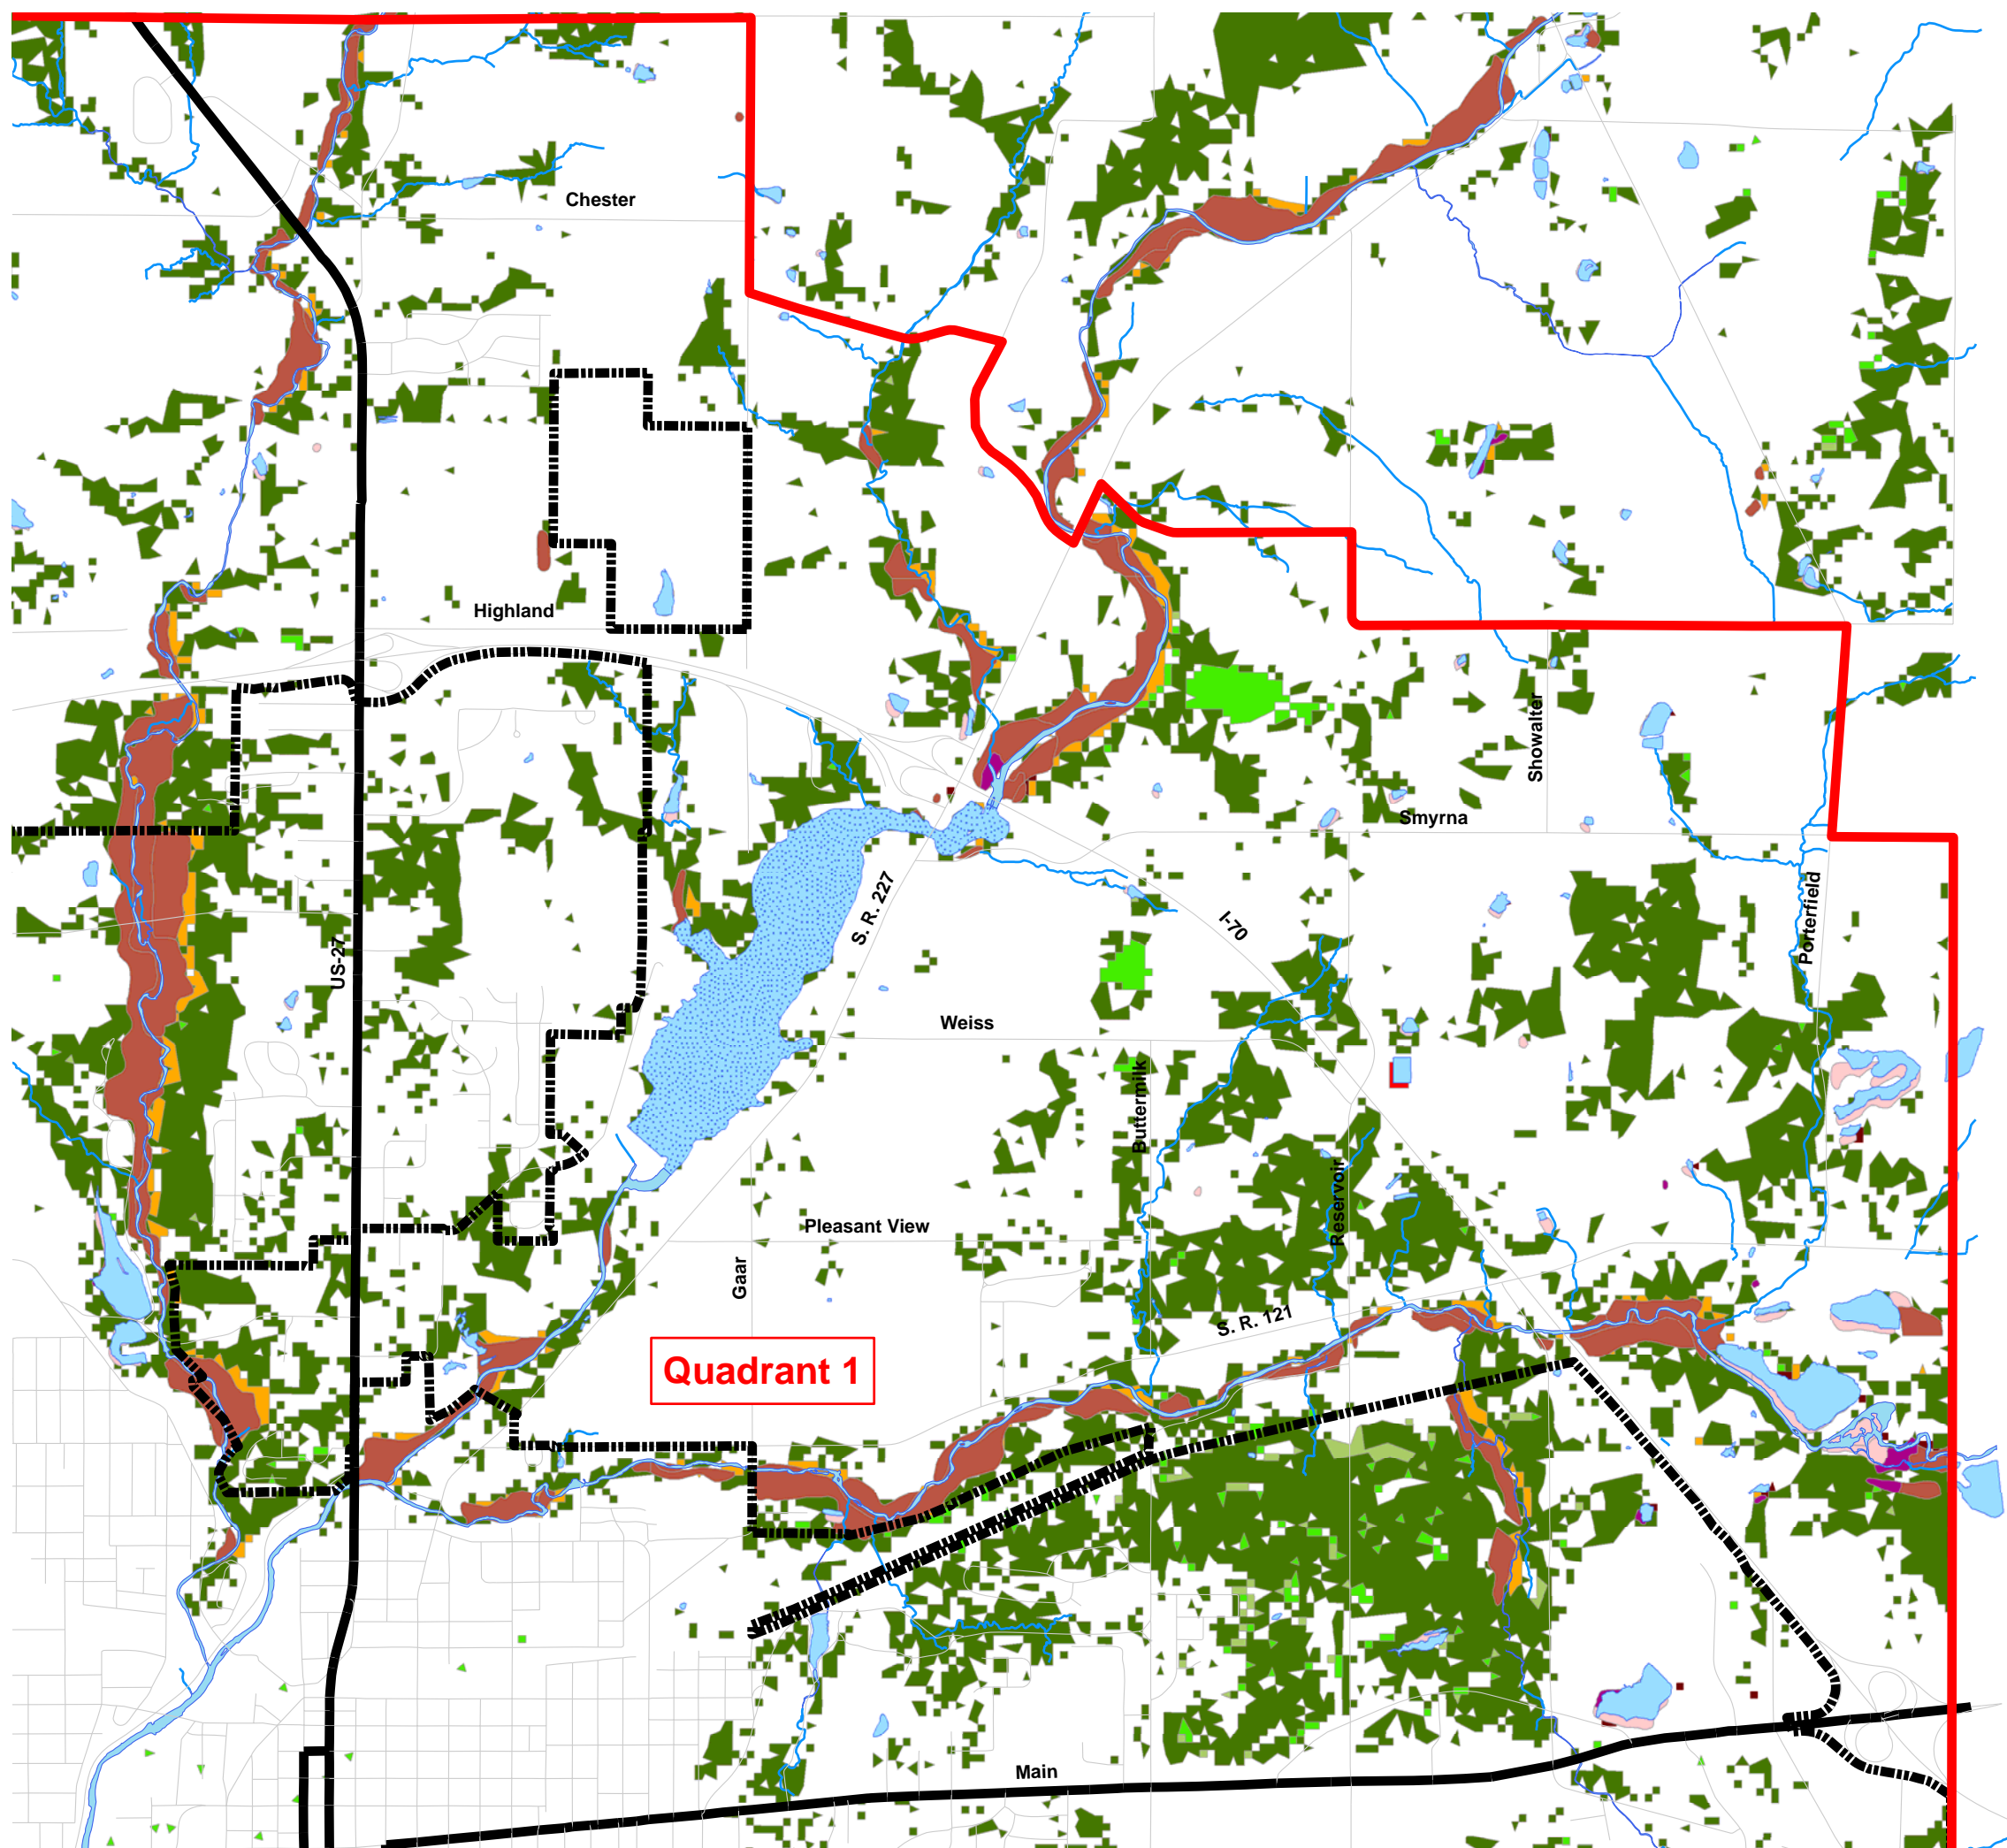 Chester
Highland
Showalter
Smyrna
S. R. 227
Porterfield
I-70
US-27
Weiss
Buttermilk
Reservoir
Pleasant View
Gaar
S. R. 121
Quadrant 1
Main